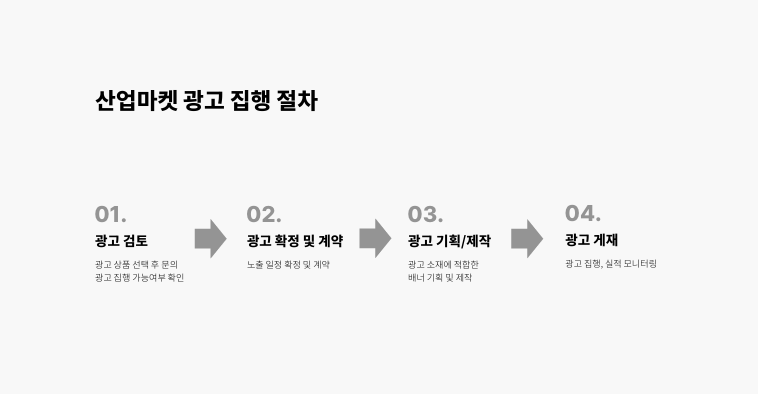 산업마켓 광고 집행 절차
01.
광고 검토
광고 상품 선택 후 문의
광고 집행 가능여부 확인
02.
광고 확정 및 계약
노출 일정 확정 및 계약
03.
광고 기획/제작
광고 소재에 적합한
배너 기획 및 제작
04.
광고 게재
광고 집행, 실적 모니터링